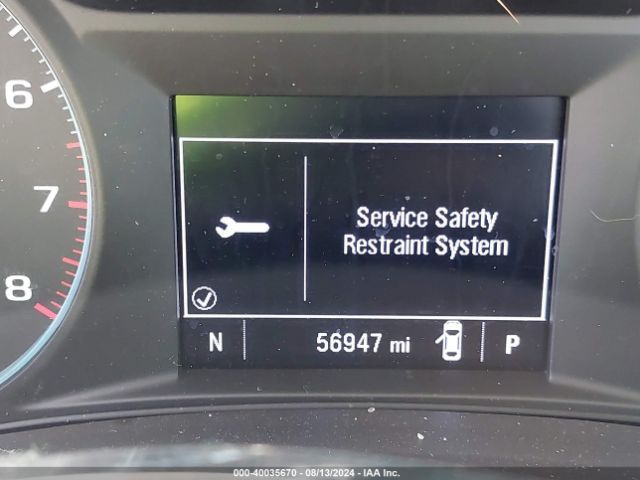 6
7
8
Service Safety
Restraint System
N 56947 mi P
000-40035670 - 08/13/2024 - IAA Inc.